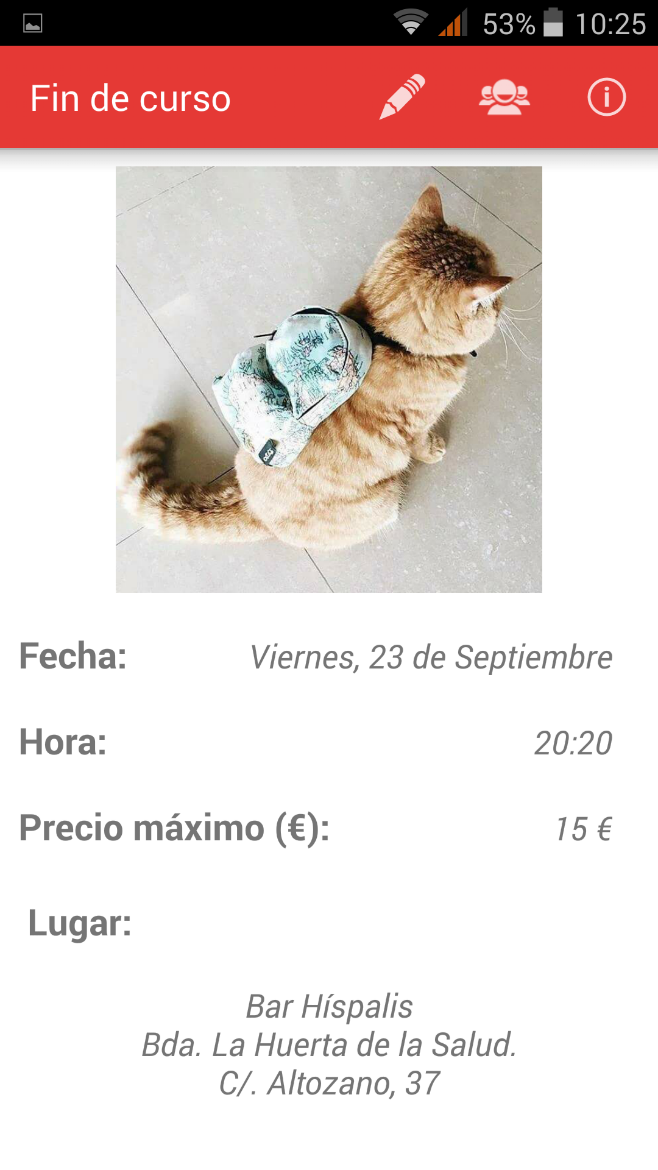 53% 10:25
Fin de curso
Fecha: Viernes, 23 de Septiembre
Hora: 20:20
Precio máximo (€): 15 €
Lugar:
Bar Híspalis
Bda. La Huerta de la Salud.
C/. Altozano, 37